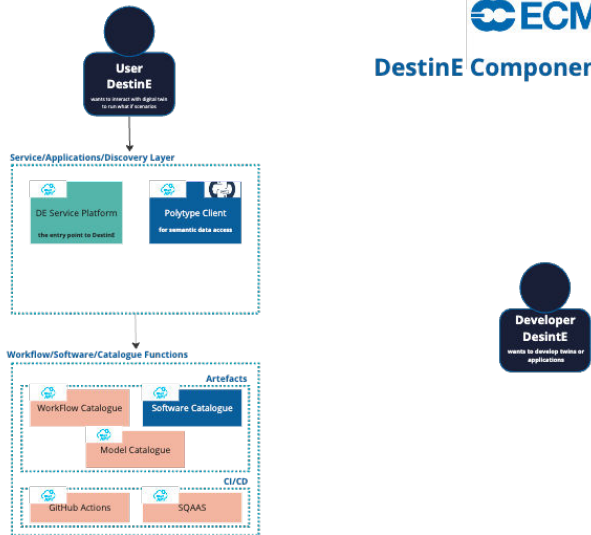 ECM
DestinE Componen
User
DestinE
wants to interact with digital twin
to run what if scenarios
Service/Applications/Discovery Layer
DE Service Platform
the entry point to DestinE
Polytype Client
for semantic data access
Developer
DesintE
wants to develop twins or
applications
Workflow/Software/Catalogue Functions
Artefacts
WorkFlow Catalogue
Software Catalogue
Model Catalogue
CI/CD
GitHub Actions
SQAAS